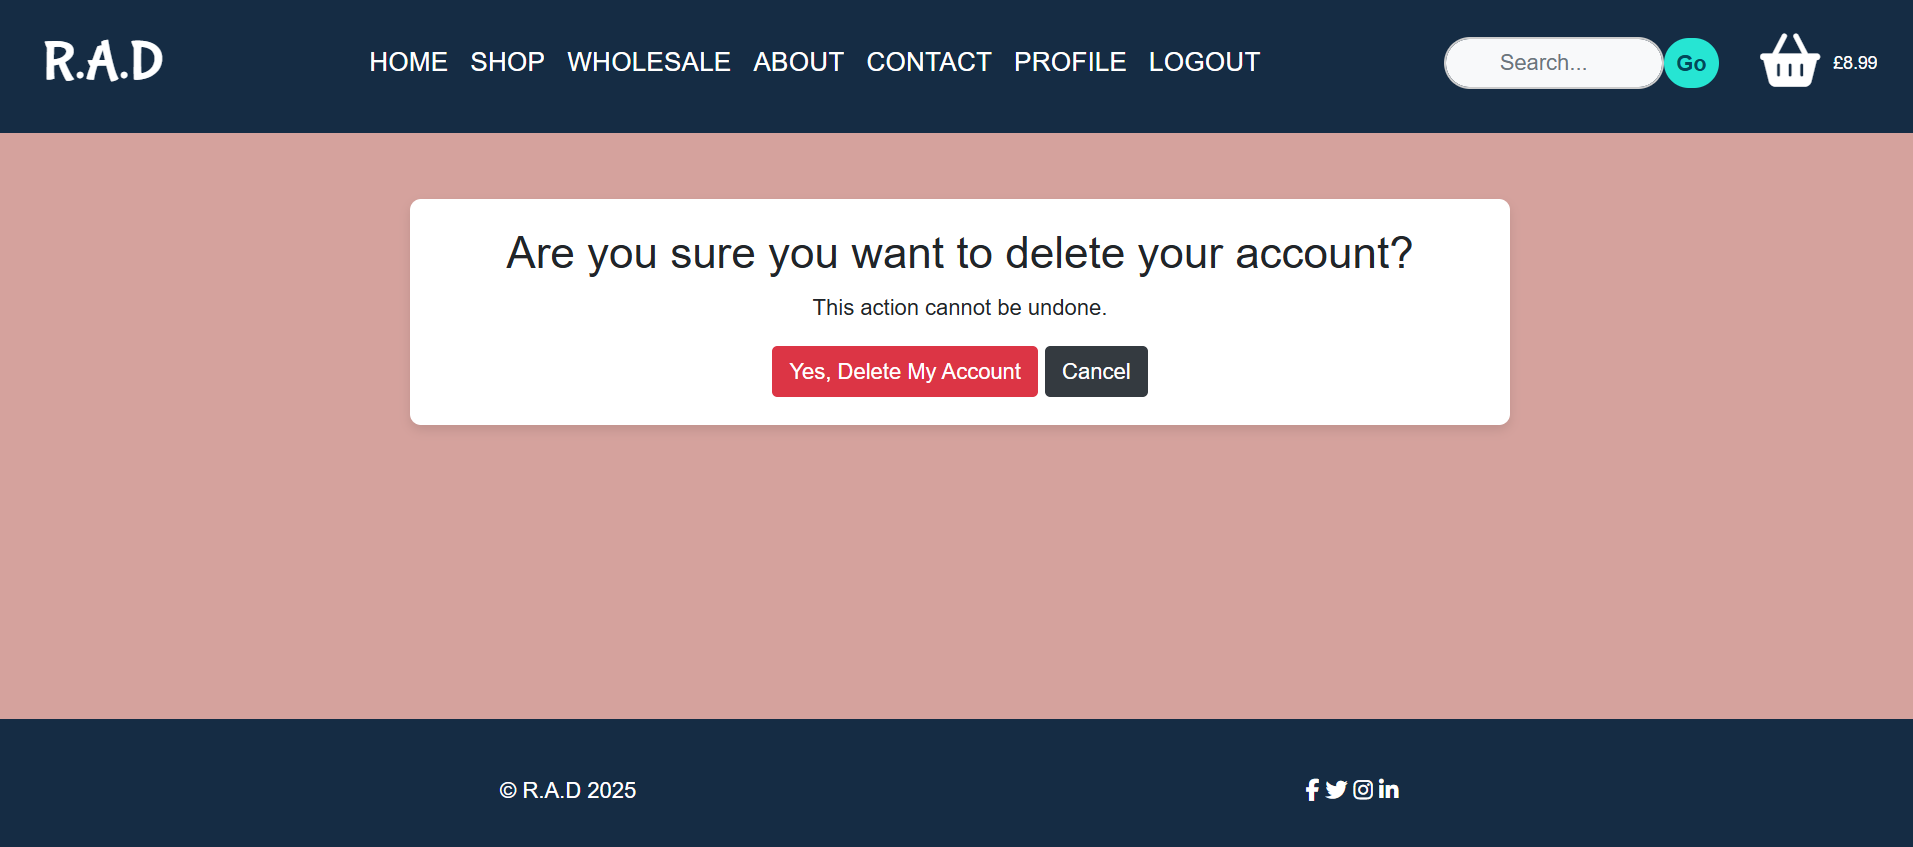 R.A.D
HOME SHOP WHOLESALE ABOUT CONTACT PROFILE LOGOUT
Search...
Go
£8.99
Are you sure you want to delete your account?
This action cannot be undone.
Yes, Delete My Account
Cancel
© R.A.D 2025